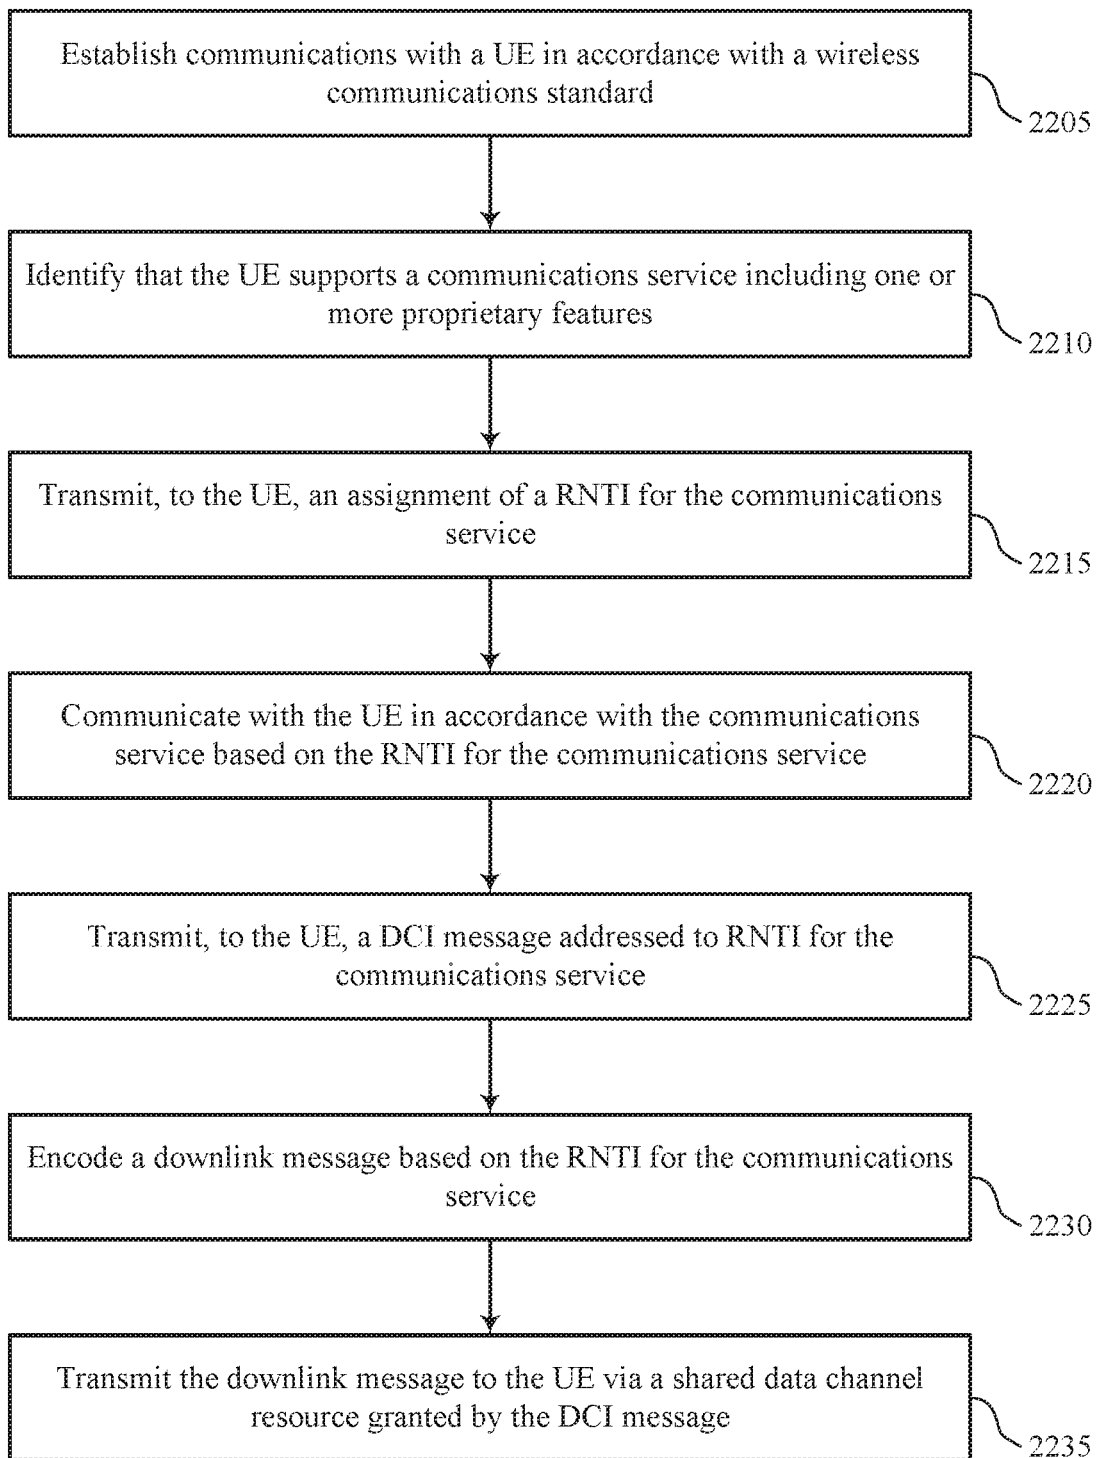 Establish communications with a UE in accordance with a wireless
communications standard
2205
Identify that the UE supports a communications service including one or
more proprietary features
2210
Transmit, to the UE, an assignment of a RNTI for the communications
service
2215
Communicate with the UE in accordance with the communications
service based on the RNTI for the communications service
2220
Transmit, to the UE, a DCI message addressed to RNTI for the
communications service
2225
Encode a downlink message based on the RNTI for the communications
service
2230
Transmit the downlink message to the UE via a shared data channel
resource granted by the DCI message
2235